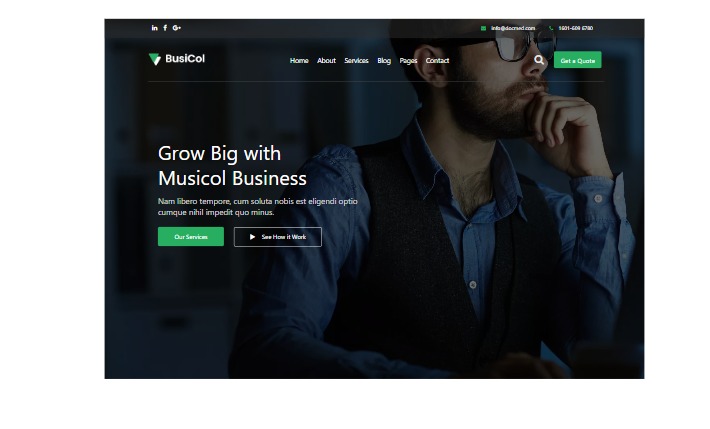 in f G+
info@docmed.com 1601-609 6780
BusiCol
Home About Services Blog Pages Contact
Get a Quote
Grow Big with
Musicol Business
Nam libero tempore, cum soluta nobis est eligendi optio
cumque nihil impedit quo minus.
Our Services
See How it Work